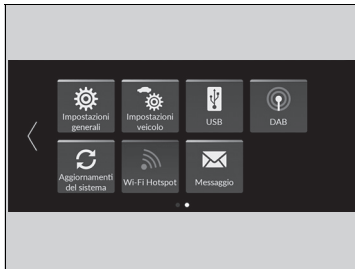 Impostazioni
generali
Impostazioni
veicolo
USB
DAB
Aggiornamenti
del sistema
Wi-Fi Hotspot
Messaggio